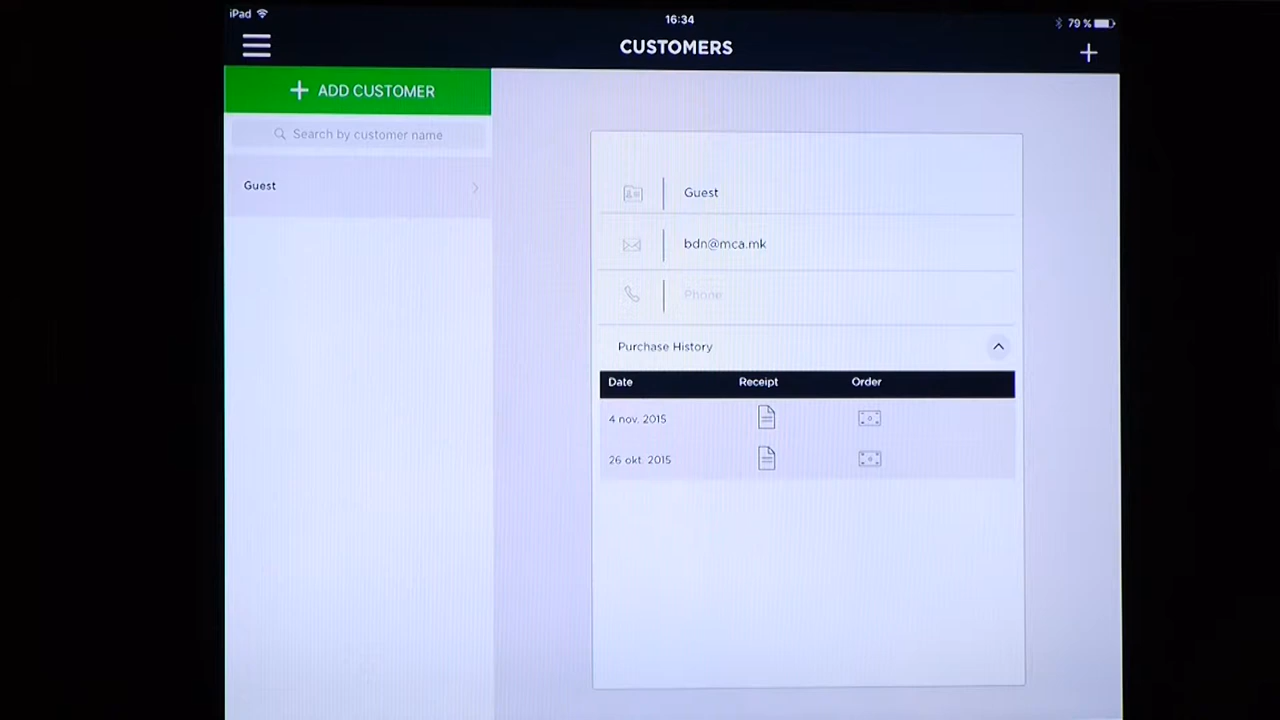 iPad
16:34
79 %
CUSTOMERS
ADD CUSTOMER
Search by customer name
Guest
Guest
bdn@mca.mk
Phone
Purchase History
Date Receipt Order
4 nov. 2015
26 okt. 2015